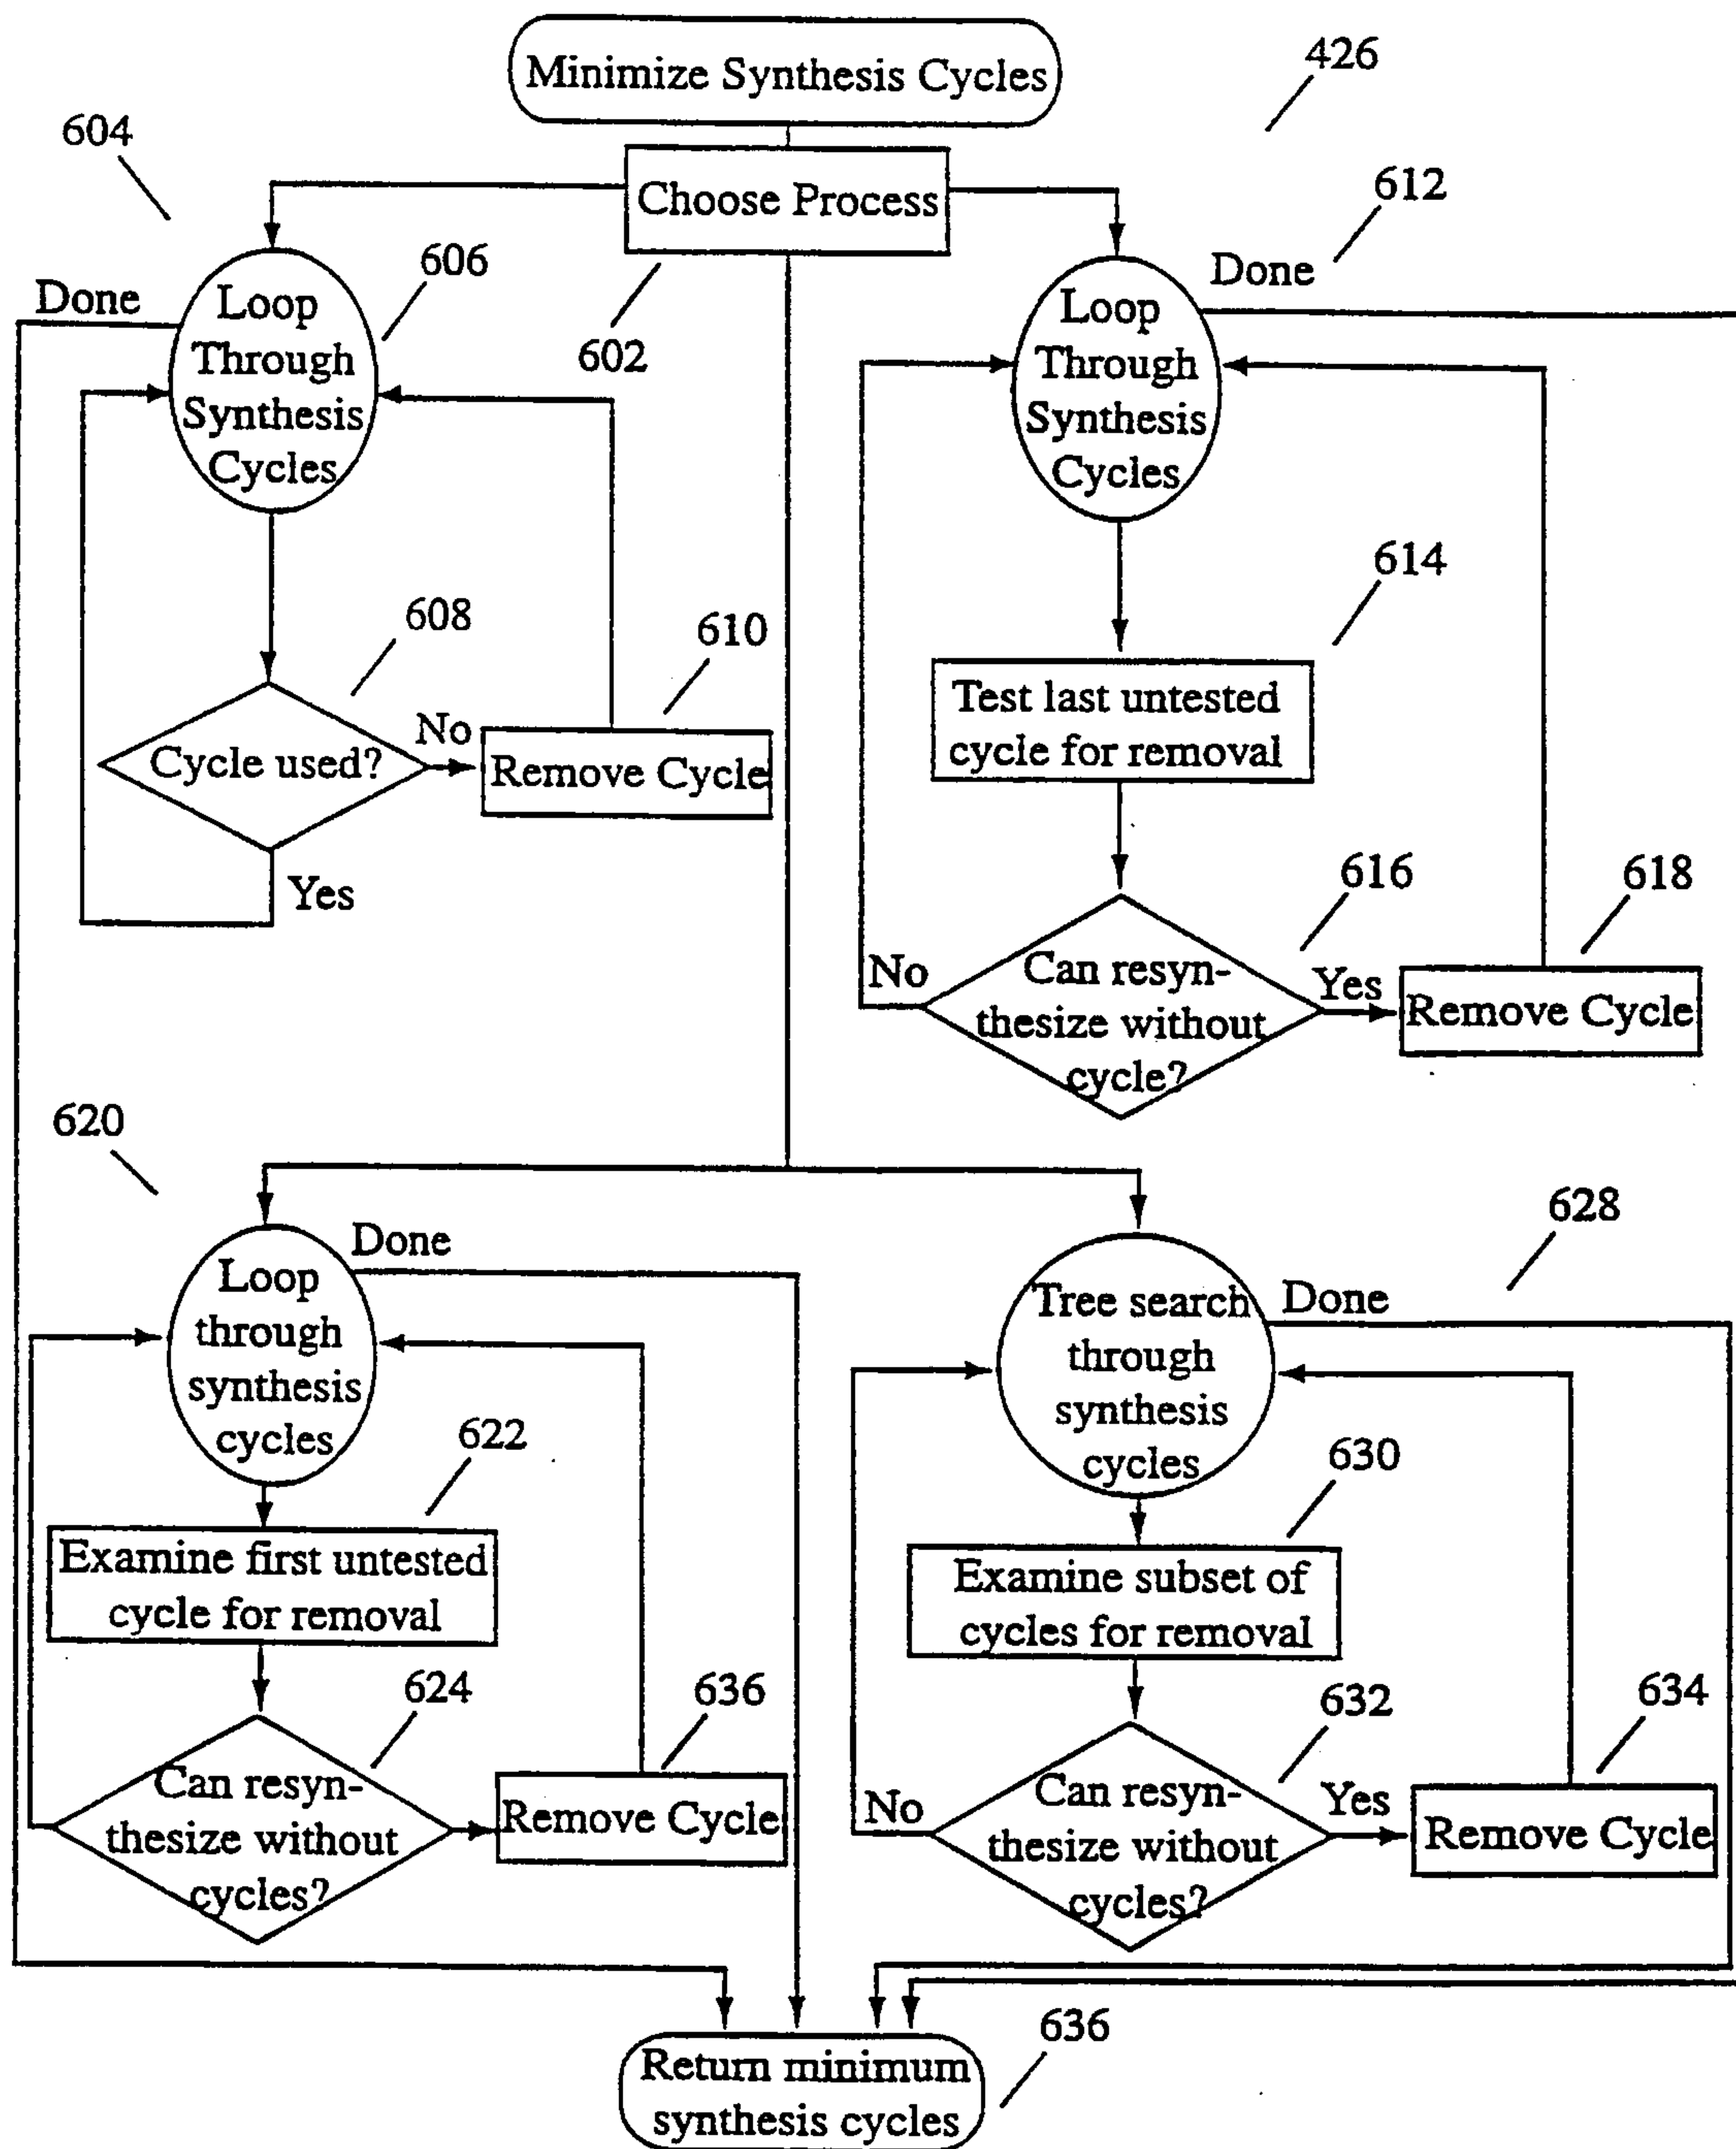 Minimize Synthesis Cycles
426
604
Choose Process
612
606
602
Done
Loop
Through
Synthesis
Cycles
Done
Loop
Through
Synthesis
Cycles
608
610
614
Cycle used?
No
Remove Cycle
Yes
Test last untested
cycle for removal
616
618
No
Can resyn-
thesize without
cycle?
Yes
Remove Cycle
620
628
Loop
through
synthesis
cycles
Done
Tree search
through
synthesis
cycles
Done
622
630
Examine first untested
cycle for removal
Examine subset of
cycles for removal
624
636
632
634
Can resyn-
thesize without
cycles?
Remove Cycle
No
Can resyn-
thesize without
cycles?
Yes
Remove Cycle
636
Return minimum
synthesis cycles